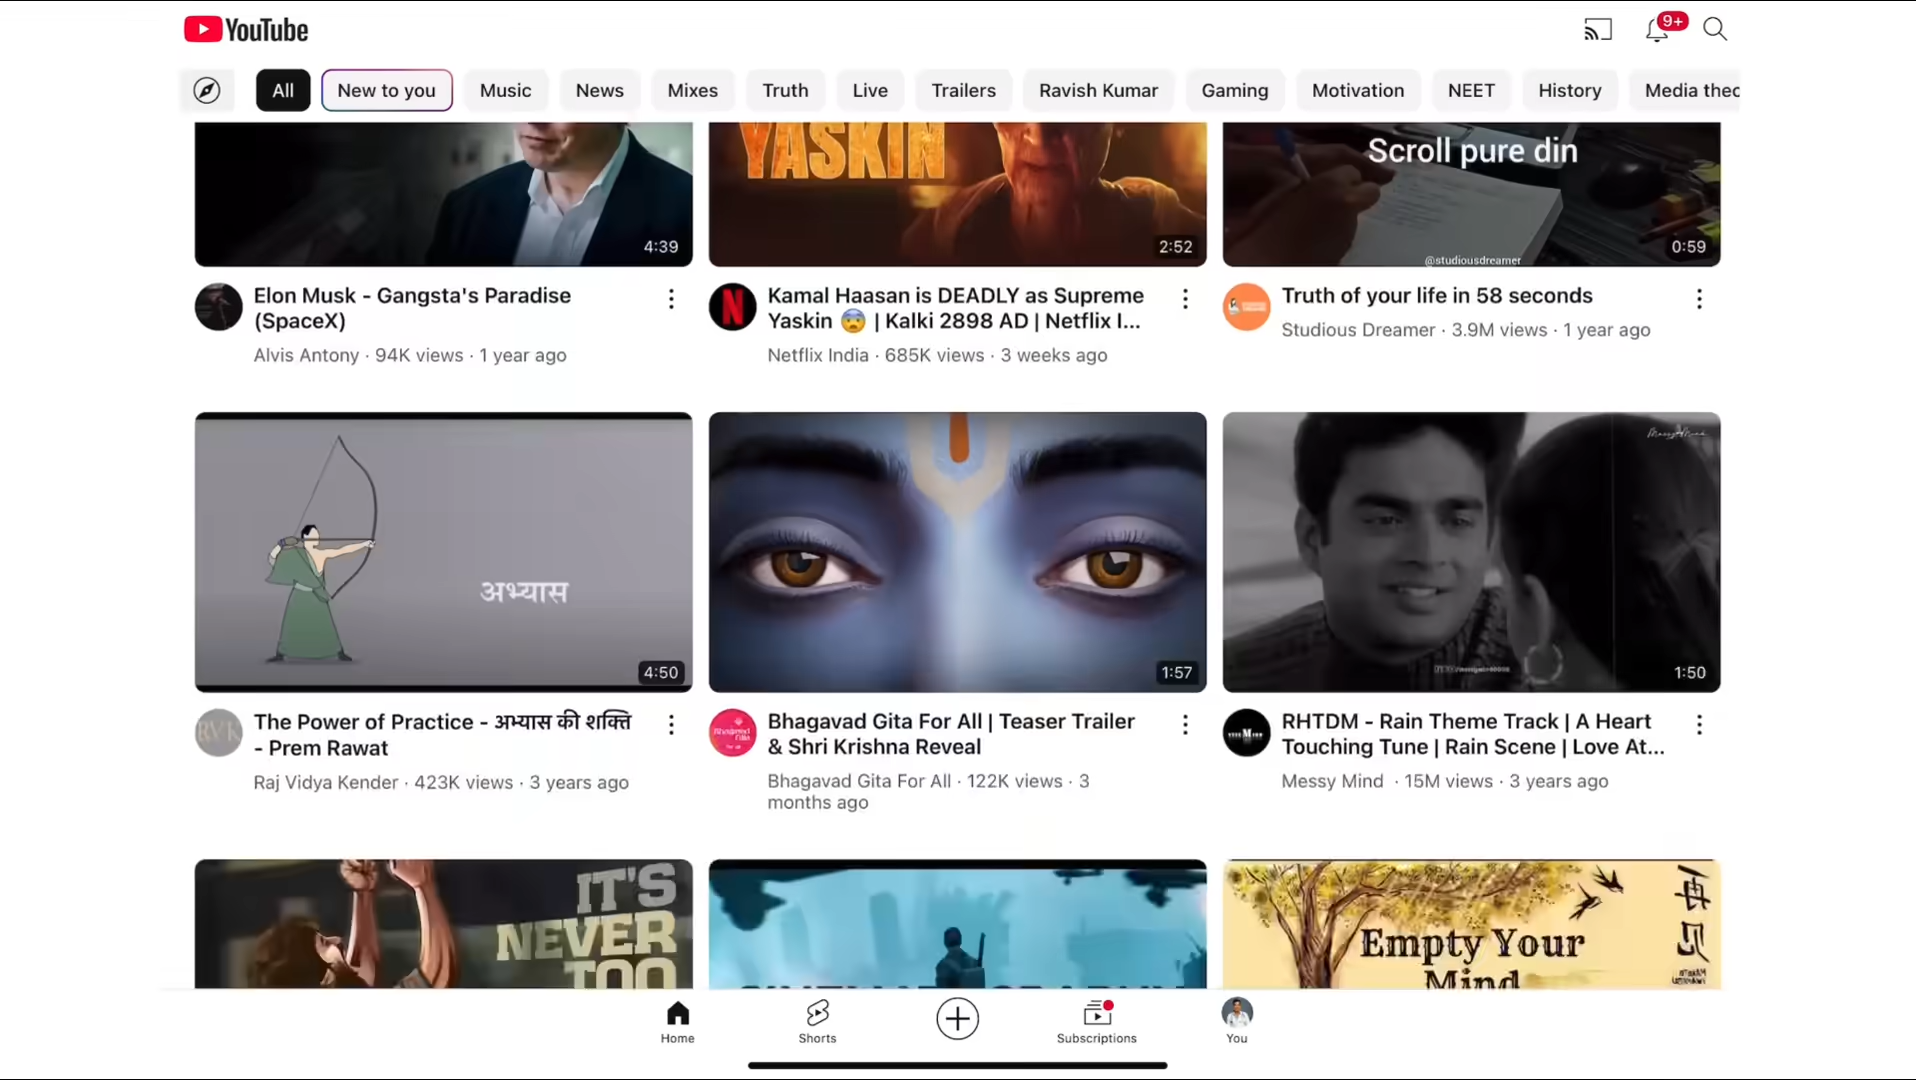 YouTube
9+
All
New to you
Music
News
Mixes
Truth
Live
Trailers
Ravish Kumar
Gaming
Motivation
NEET
History
Media theo
YASKIN
Scroll pure din
@studiousdreamer
4:39
2:52
0:59
Elon Musk - Gangsta's Paradise
(SpaceX)
Alvis Antony · 94K views · 1 year ago
Kamal Haasan is DEADLY as Supreme
Yaskin 😨 | Kalki 2898 AD | Netflix I...
Netflix India · 685K views · 3 weeks ago
Truth of your life in 58 seconds
Studious Dreamer · 3.9M views · 1 year ago
अभ्यास
4:50
1:57
Messy Mind
1:50
RVK
The Power of Practice - अभ्यास की शक्ति
- Prem Rawat
Raj Vidya Kender · 423K views · 3 years ago
Bhagavad Gita For All | Teaser Trailer
& Shri Krishna Reveal
Bhagavad Gita For All · 122K views · 3
months ago
RHTDM - Rain Theme Track | A Heart
Touching Tune | Rain Scene | Love At...
Messy Mind · 15M views · 3 years ago
IT'S
NEVER
TOO
Empty Your
Mind
Home
Shorts
Subscriptions
You